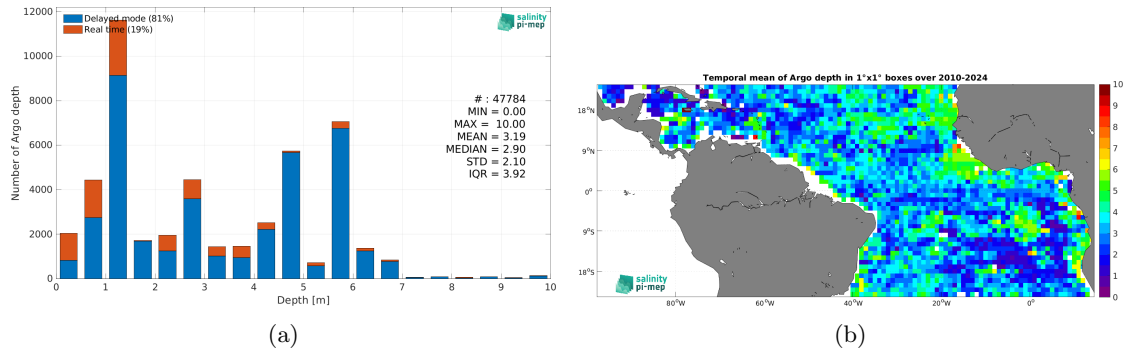 Delayed mode (81%)
Real time (19%)
salinity
pi-mep
# : 47784
MIN = 0.00
MAX = 10.00
MEAN = 3.19
MEDIAN = 2.90
STD = 2.10
IQR = 3.92
Number of Argo depth
12000
10000
8000
6000
4000
2000
0
0 1 2 3 4 5 6 7 8 9 10
Depth [m]
(a)
Temporal mean of Argo depth in 1°x1° boxes over 2010-2024
18°N
9°N
0°
9°S
18°S
80°W 60°W 40°W 20°W 0°
10
9
8
7
6
5
4
3
2
1
0
salinity
pi-mep
(b)